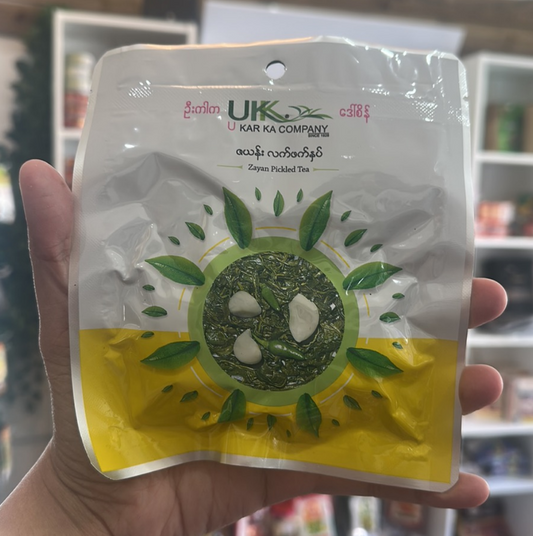 ဦးကါက UKK ဒေါ်စိန်
U KAR KA COMPANY
ဇယန်း လက်ဖက်နှပ်
Zayan Pickled Tea